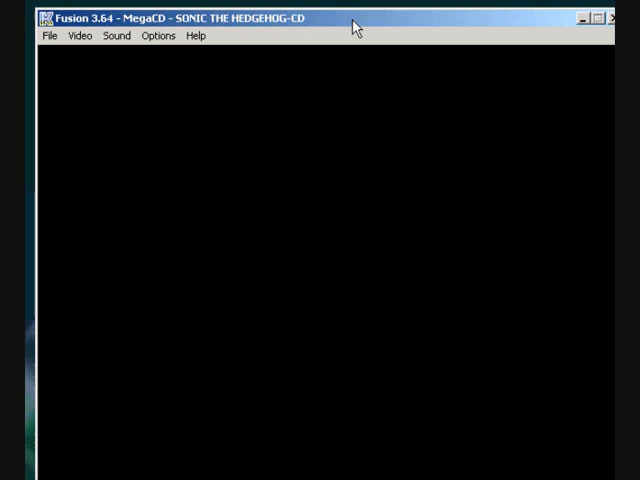 Fusion 3.64 - MegaCD - SONIC THE HEDGEHOG-CD
File Video Sound Options Help